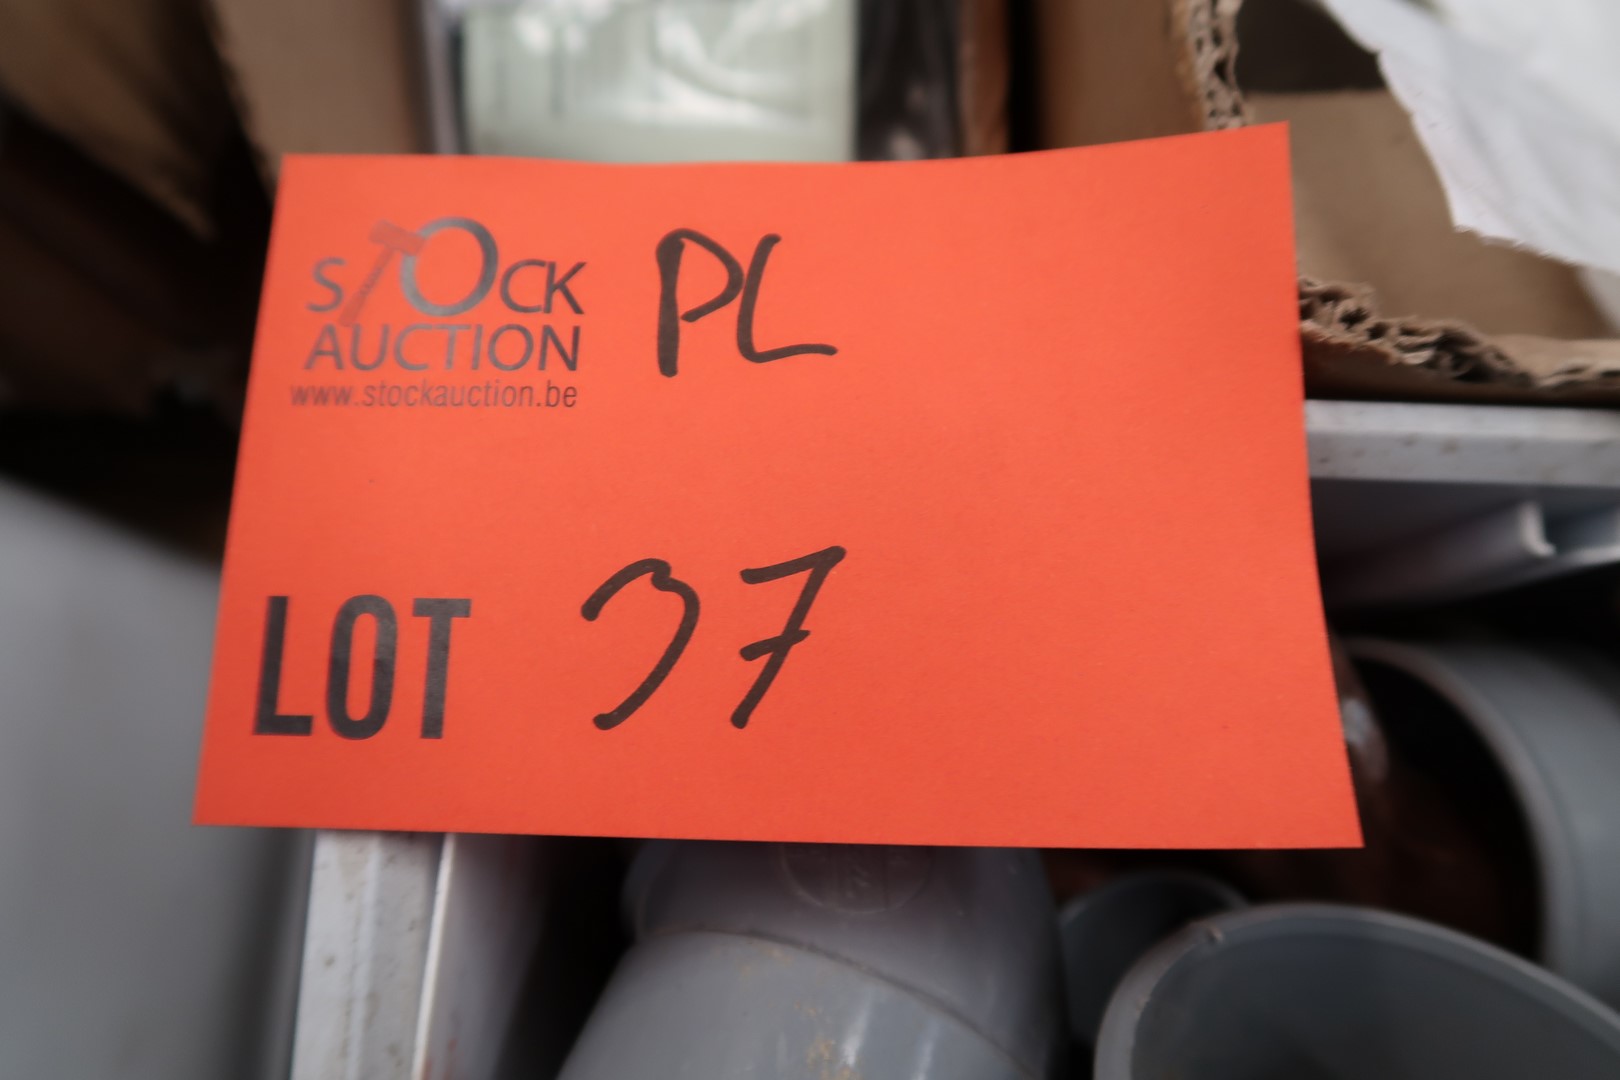 STOCK PL
AUCTION
www.stockauction.be
LOT 37